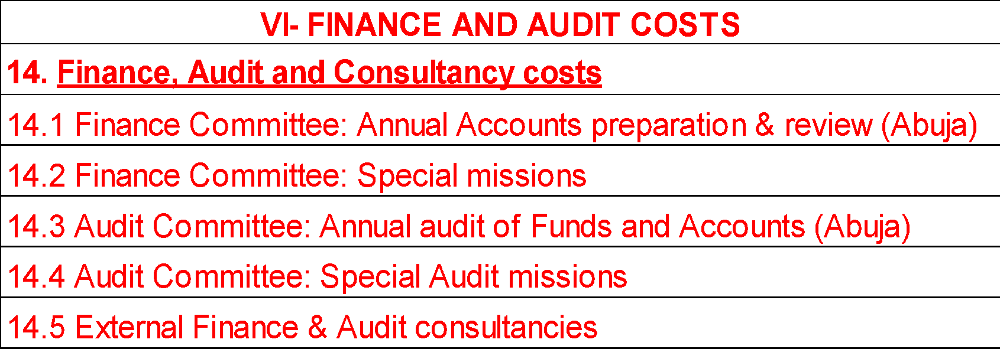 VI- FINANCE AND AUDIT COSTS
14. Finance, Audit and Consultancy costs
14.1 Finance Committee: Annual Accounts preparation & review (Abuja)
14.2 Finance Committee: Special missions
14.3 Audit Committee: Annual audit of Funds and Accounts (Abuja)
14.4 Audit Committee: Special Audit missions
14.5 External Finance & Audit consultancies